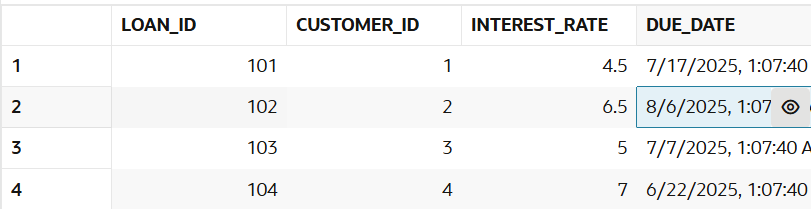 LOAN_ID CUSTOMER_ID INTEREST_RATE DUE_DATE
1 101 1 4.5 7/17/2025, 1:07:40
2 102 2 6.5 8/6/2025, 1:07
3 103 3 5 7/7/2025, 1:07:40 A
4 104 4 7 6/22/2025, 1:07:40